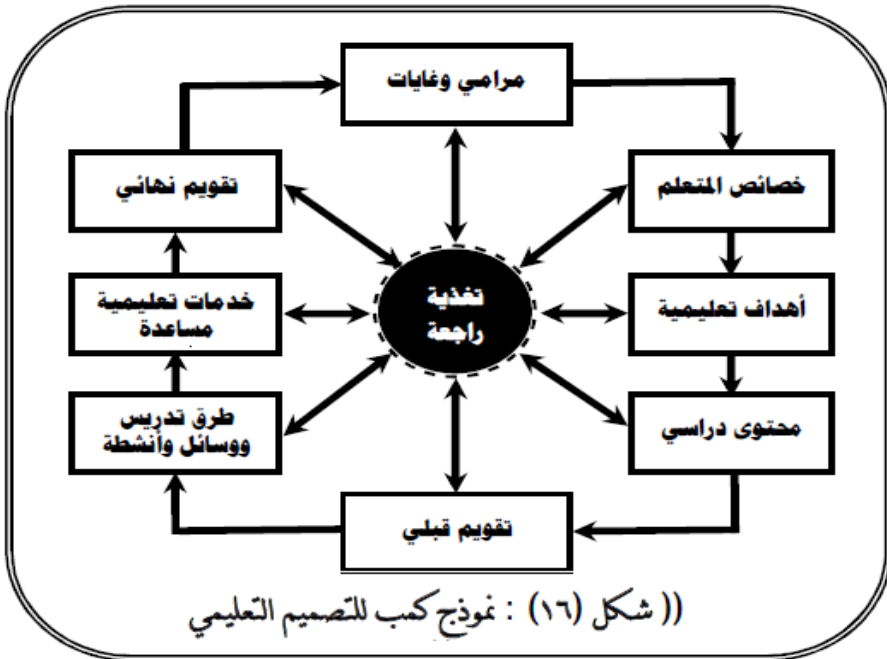 مرامي وغايات
خصائص المتعلم
أهداف تعليمية
محتوى دراسي
تقويم قبلي
طرق تدريس
ووسائل وأنشطة
خدمات تعليمية
مساعدة
تقويم نهائي
تغذية
راجعة
(( شكل (١٦) : نموذج كمب للتصميم التعليمي